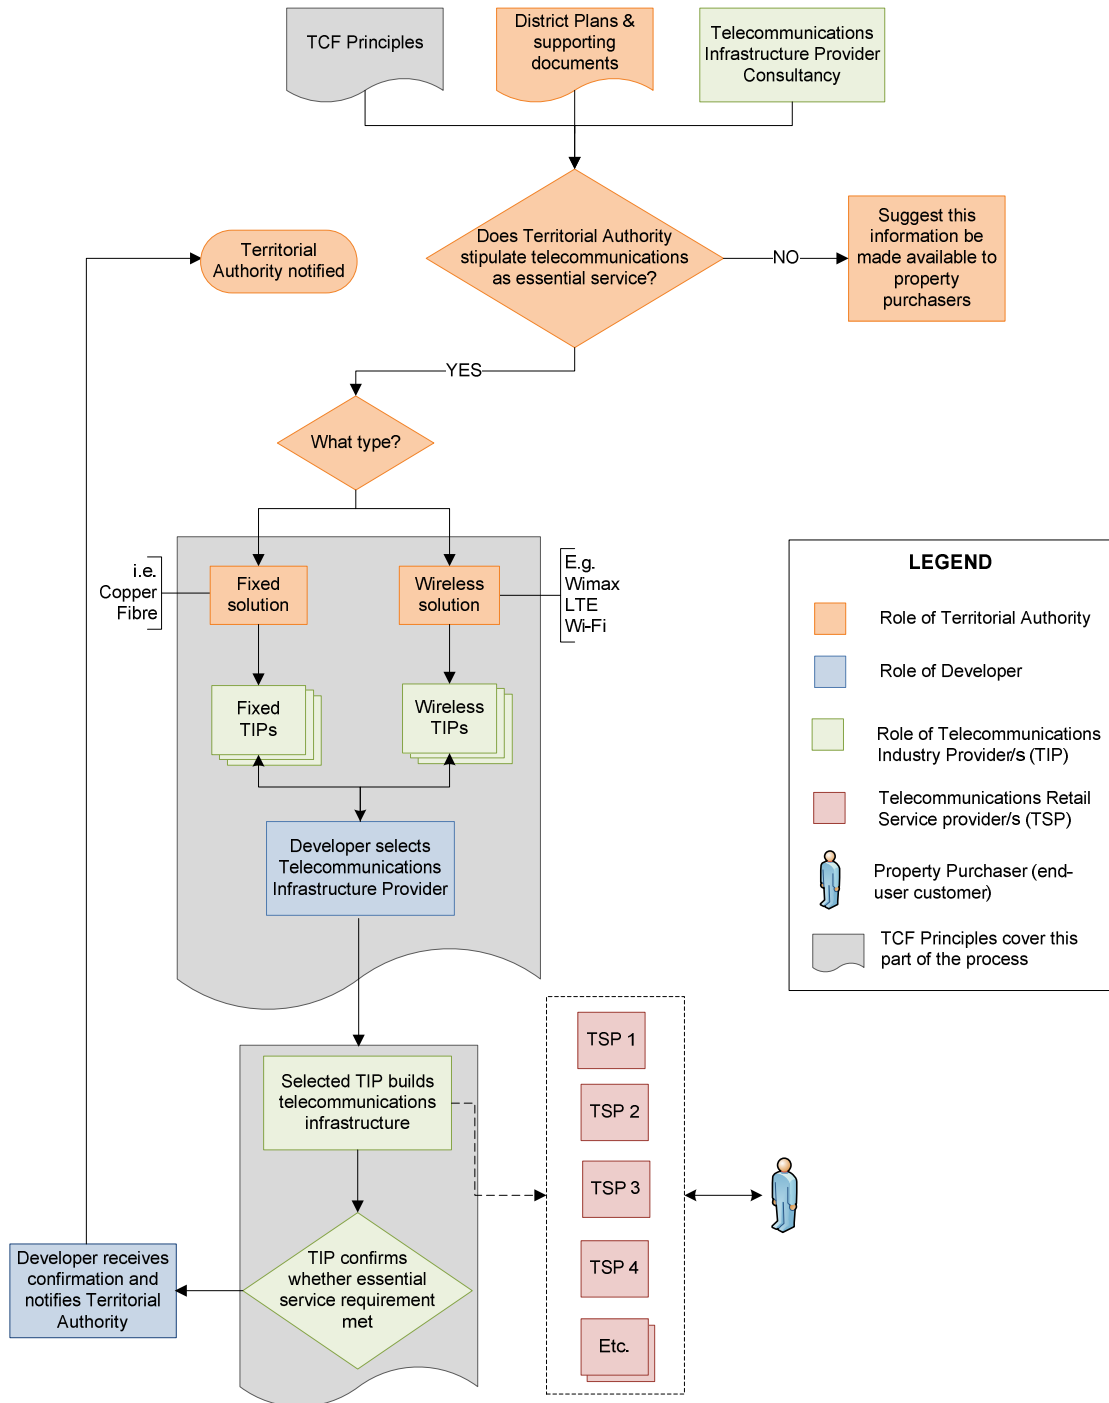 TCF Principles
District Plans &
supporting
documents
Telecommunications
Infrastructure Provider
Consultancy
Does Territorial Authority
stipulate telecommunications
as essential service?
NO
Suggest this
information be
made available to
property
purchasers
Territorial
Authority notified
YES
What type?
i.e.
Copper
Fibre
Fixed
solution
Wireless
solution
E.g.
Wimax
LTE
Wi-Fi
Fixed
TIPs
Wireless
TIPs
Developer selects
Telecommunications
Infrastructure Provider
LEGEND
Role of Territorial Authority
Role of Developer
Role of Telecommunications
Industry Provider/s (TIP)
Telecommunications Retail
Service provider/s (TSP)
Property Purchaser (end-
user customer)
TCF Principles cover this
part of the process
Selected TIP builds
telecommunications
infrastructure
TSP 1
TSP 2
TSP 3
TSP 4
Etc.
TIP confirms
whether essential
service requirement
met
Developer receives
confirmation and
notifies Territorial
Authority